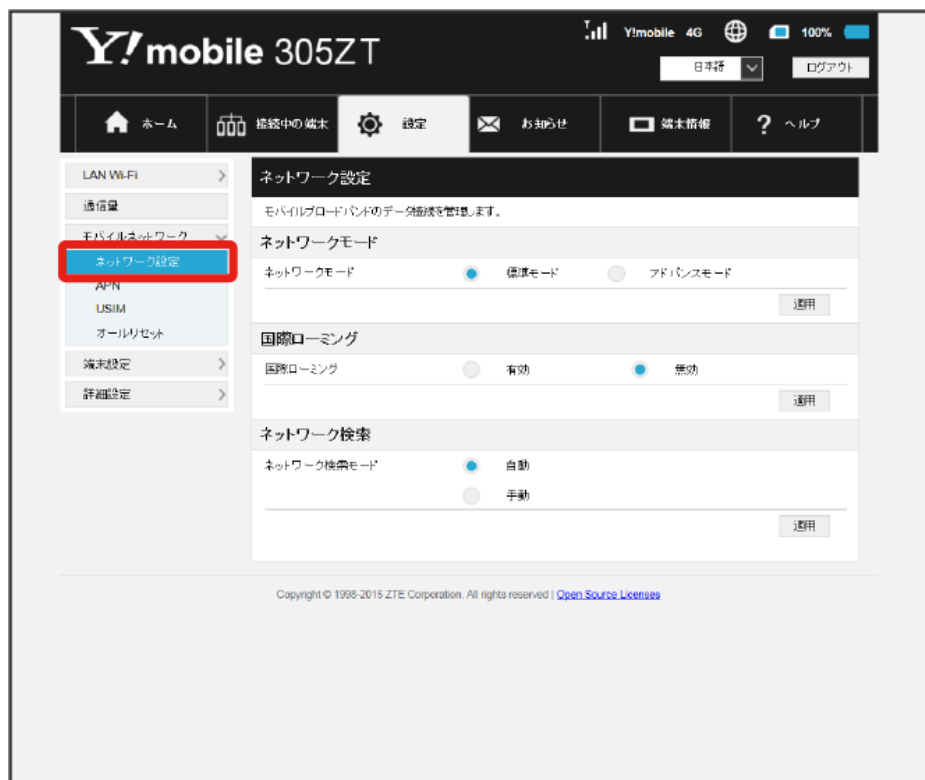 Y!mobile 305ZT
Y!mobile 4G 100%
日本語 ログアウト
ホーム 接続中の端末 設定 お知らせ 端末情報 ? ヘルプ
LAN Wi-Fi
通信量
モバイルネットワーク
ネットワーク設定
APN
USIM
オールリセット
端末設定
詳細設定
ネットワーク設定
モバイルブロードバンドのデータ接続を管理します。
ネットワークモード
ネットワークモード 標準モード アドバンスモード
適用
国際ローミング
国際ローミング 有効 無効
適用
ネットワーク検索
ネットワーク検索モード 自動
手動
適用
Copyright © 1998-2015 ZTE Corporation. All rights reserved | Open Source Licenses